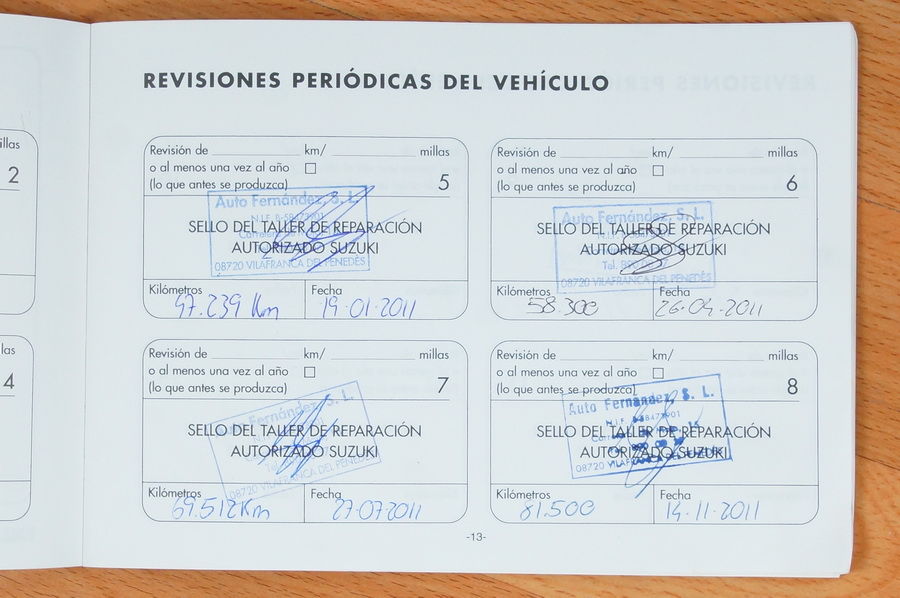 illas
2
las
4
REVISIONES PERIÓDICAS DEL VEHÍCULO
Revisión de km/ millas
o al menos una vez al año
(lo que antes se produzca) 5
Auto Fernández, S. L.
SELLO DEL TALLER DE REPARACIÓN
AUTORIZADO SUZUKI
08720 VILAFRANCA DEL PENEDÈS
Kilómetros Fecha
47.239 Km 19-01-2011
Revisión de km/ millas
o al menos una vez al año
(lo que antes se produzca) 6
Auto Fernández, S. L.
SELLO DEL TALLER DE REPARACIÓN
AUTORIZADO SUZUKI
08720 VILAFRANCA DEL PENEDÈS
Kilómetros Fecha
58.300 26-04-2011
Revisión de km/ millas
o al menos una vez al año
(lo que antes se produzca) 7
Auto Fernández, S. L.
SELLO DEL TALLER DE REPARACIÓN
AUTORIZADO SUZUKI
08720 VILAFRANCA DEL PENEDÈS
Kilómetros Fecha
69.512 Km 27-07-2011
Revisión de km/ millas
o al menos una vez al año
(lo que antes se produzca) 8
Auto Fernández, S. L.
SELLO DEL TALLER DE REPARACIÓN
AUTORIZADO SUZUKI
Kilómetros Fecha
81.500 14-11-2011
-13-